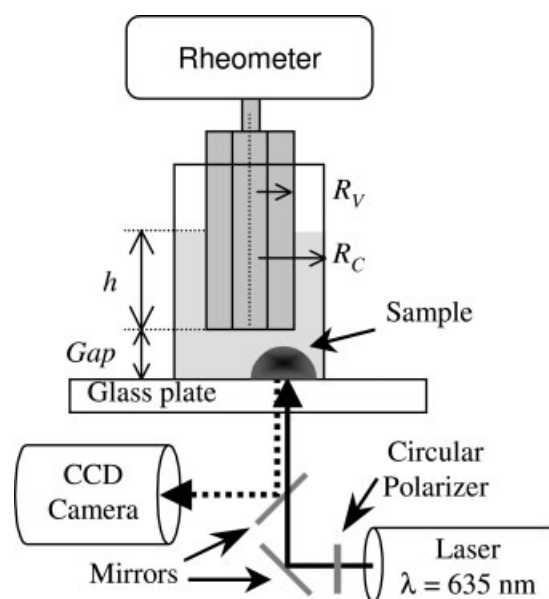 Rheometer
R_V
R_C
h
Gap
Sample
Glass plate
CCD
Camera
Circular
Polarizer
Mirrors
Laser
λ = 635 nm